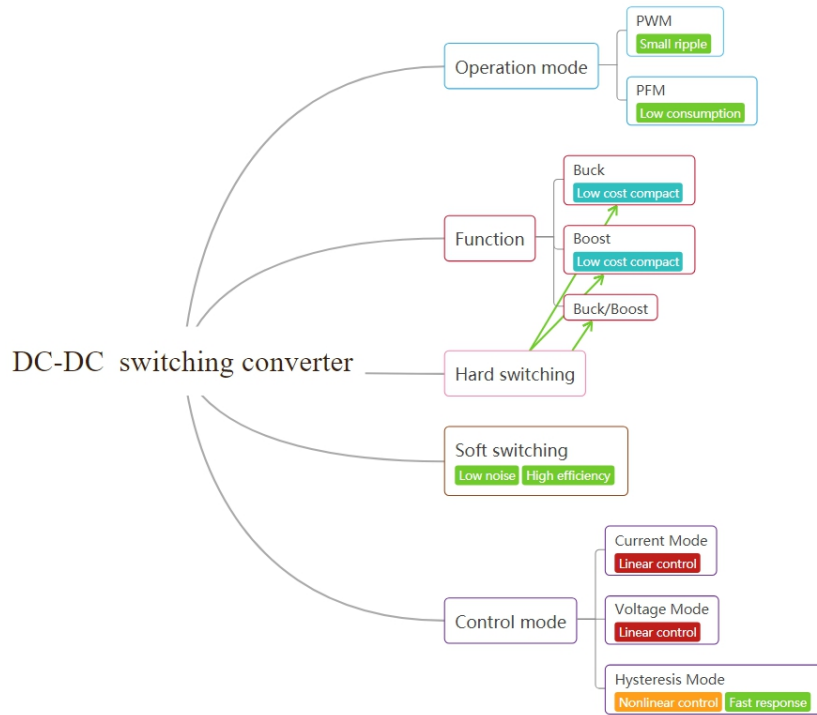 DC-DC switching converter
Operation mode
PWM
Small ripple
PFM
Low consumption
Function
Buck
Low cost compact
Boost
Low cost compact
Buck/Boost
Hard switching
Soft switching
Low noise High efficiency
Control mode
Current Mode
Linear control
Voltage Mode
Linear control
Hysteresis Mode
Nonlinear control Fast response